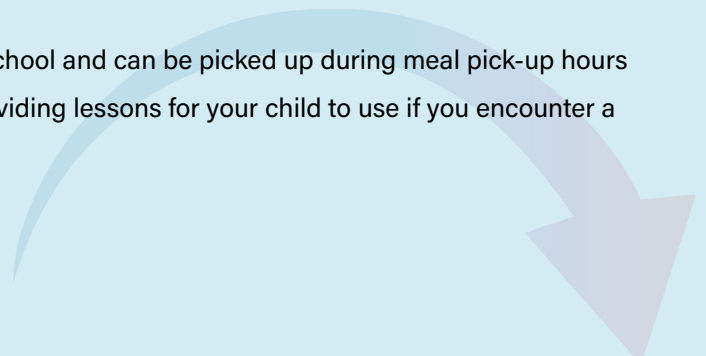 chool and can be picked up during meal pick-up hours
viding lessons for your child to use if you encounter a